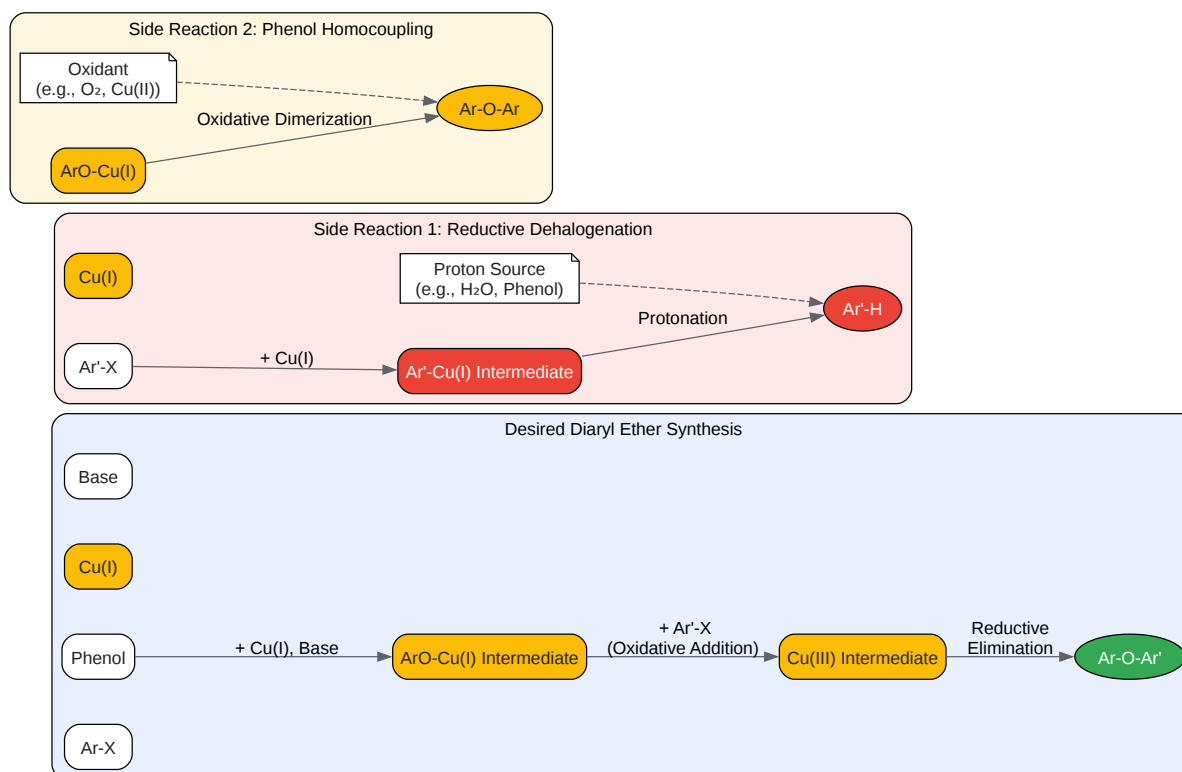 Side Reaction 2: Phenol Homocoupling
Oxidant
(e.g., O₂, Cu(II))
Ar-O-Ar
Oxidative Dimerization
ArO-Cu(I)
Side Reaction 1: Reductive Dehalogenation
Cu(I)
Proton Source
(e.g., H₂O, Phenol)
Ar'-H
Protonation
Ar'-X
+ Cu(I)
Ar'-Cu(I) Intermediate
Desired Diaryl Ether Synthesis
Base
Cu(I)
Phenol
+ Cu(I), Base
ArO-Cu(I) Intermediate
+ Ar'-X
(Oxidative Addition)
Cu(III) Intermediate
Reductive
Elimination
Ar-O-Ar'
Ar-X